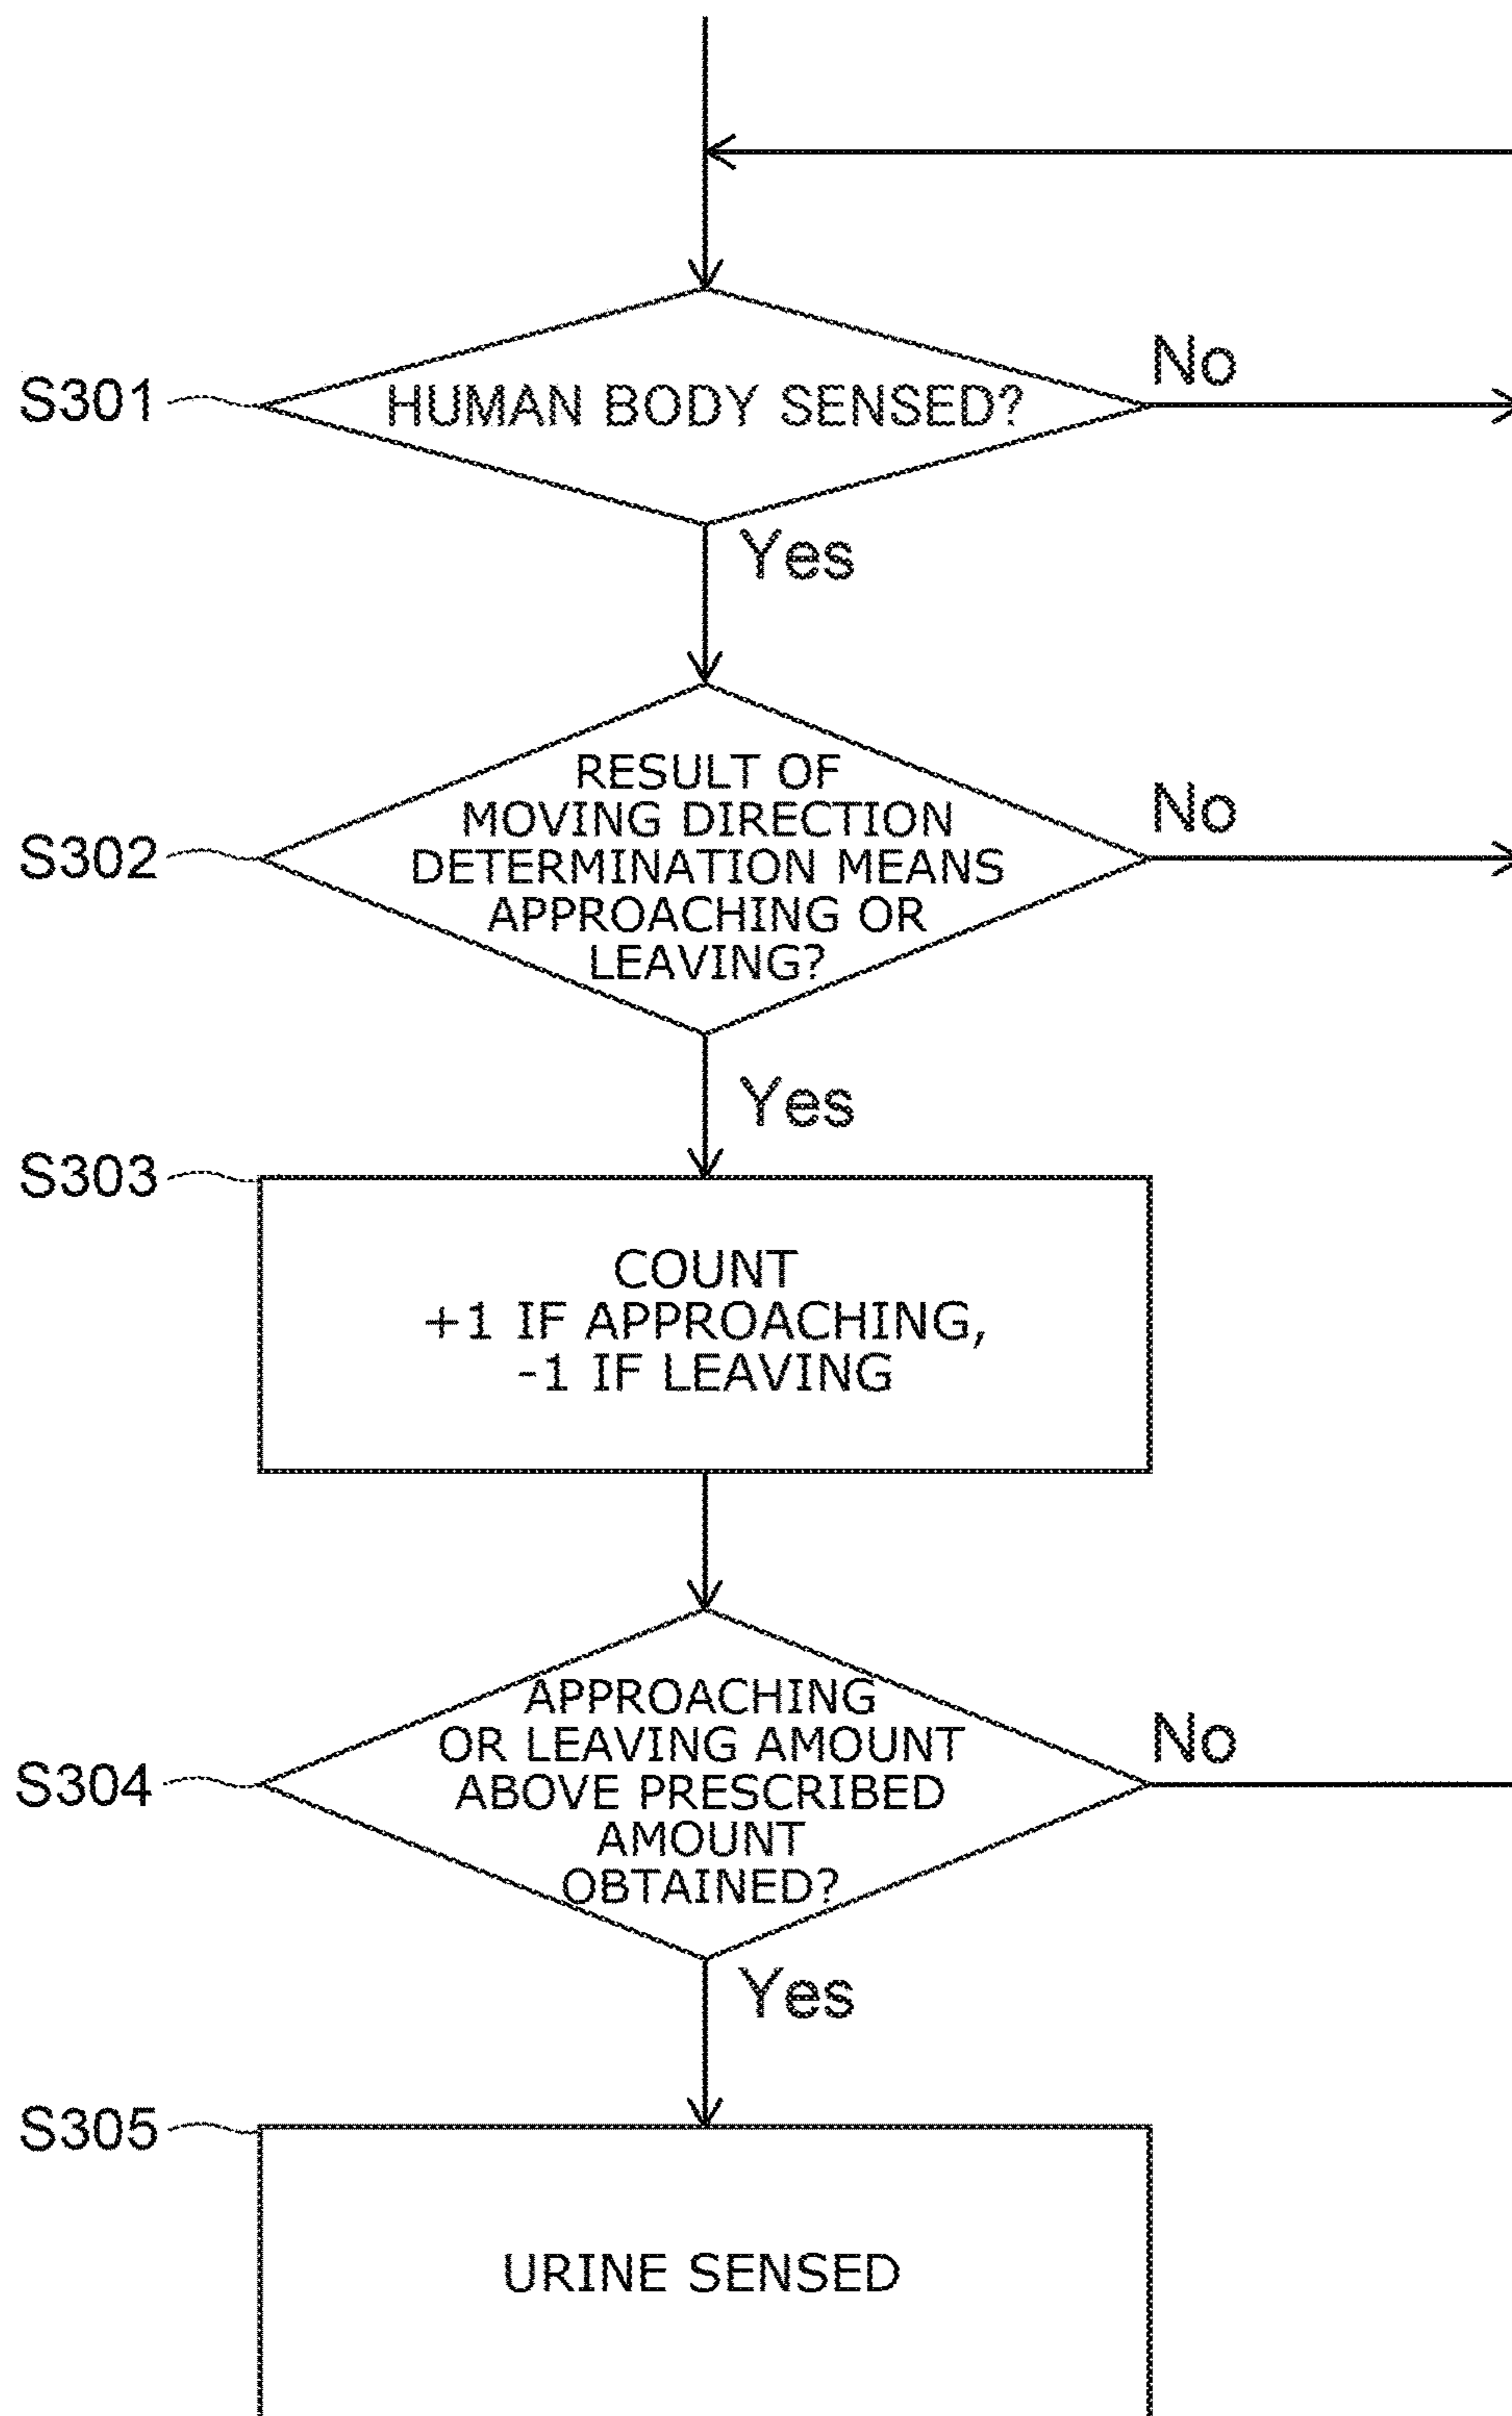 No
S301
HUMAN BODY SENSED?
Yes
RESULT OF
MOVING DIRECTION
No
S302
DETERMINATION MEANS
APPROACHING OR
LEAVING?
Yes
S303
COUNT
+1 IF APPROACHING,
-1 IF LEAVING
APPROACHING
OR LEAVING AMOUNT
No
S304
ABOVE PRESCRIBED
AMOUNT
OBTAINED?
Yes
S305
URINE SENSED